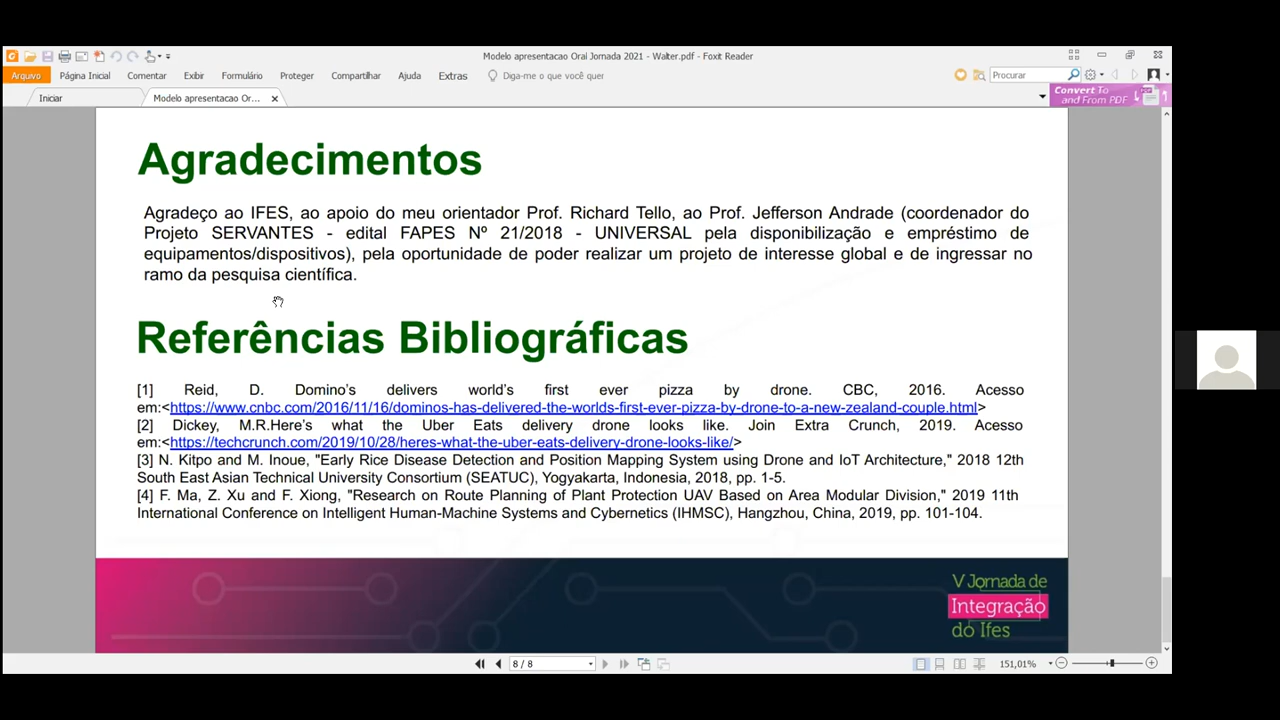 Modelo apresentacao Oral Jornada 2021 - Walter.pdf - Foxit Reader
Arquivo Página Inicial Comentar Exibir Formulário Proteger Compartilhar Ajuda Extras Diga-me o que você quer Procurar
Iniciar Modelo apresentacao Or... Convert To
and From PDF
Agradecimentos
Agradeço ao IFES, ao apoio do meu orientador Prof. Richard Tello, ao Prof. Jefferson Andrade (coordenador do
Projeto SERVANTES - edital FAPES Nº 21/2018 - UNIVERSAL pela disponibilização e empréstimo de
equipamentos/dispositivos), pela oportunidade de poder realizar um projeto de interesse global e de ingressar no
ramo da pesquisa científica.
Referências Bibliográficas
[1] Reid, D. Domino's delivers world's first ever pizza by drone. CBC, 2016. Acesso
em:<https://www.cnbc.com/2016/11/16/dominos-has-delivered-the-worlds-first-ever-pizza-by-drone-to-a-new-zealand-couple.html>
[2] Dickey, M.R.Here's what the Uber Eats delivery drone looks like. Join Extra Crunch, 2019. Acesso
em:<https://techcrunch.com/2019/10/28/heres-what-the-uber-eats-delivery-drone-looks-like/>
[3] N. Kitpo and M. Inoue, "Early Rice Disease Detection and Position Mapping System using Drone and IoT Architecture," 2018 12th
South East Asian Technical University Consortium (SEATUC), Yogyakarta, Indonesia, 2018, pp. 1-5.
[4] F. Ma, Z. Xu and F. Xiong, "Research on Route Planning of Plant Protection UAV Based on Area Modular Division," 2019 11th
International Conference on Intelligent Human-Machine Systems and Cybernetics (IHMSC), Hangzhou, China, 2019, pp. 101-104.
V Jornada de
Integração
do Ifes
8 / 8 151,01%